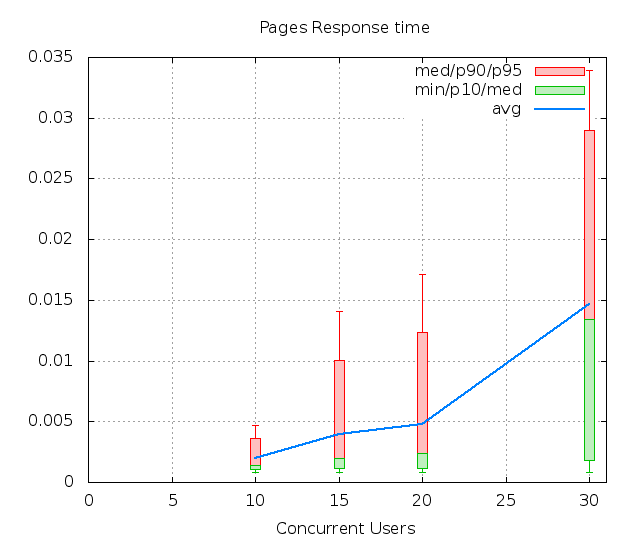 Pages Response time
0.035
0.03
0.025
0.02
0.015
0.01
0.005
0
med/p90/p95
min/p10/med
avg
0 5 10 15 20 25 30
Concurrent Users